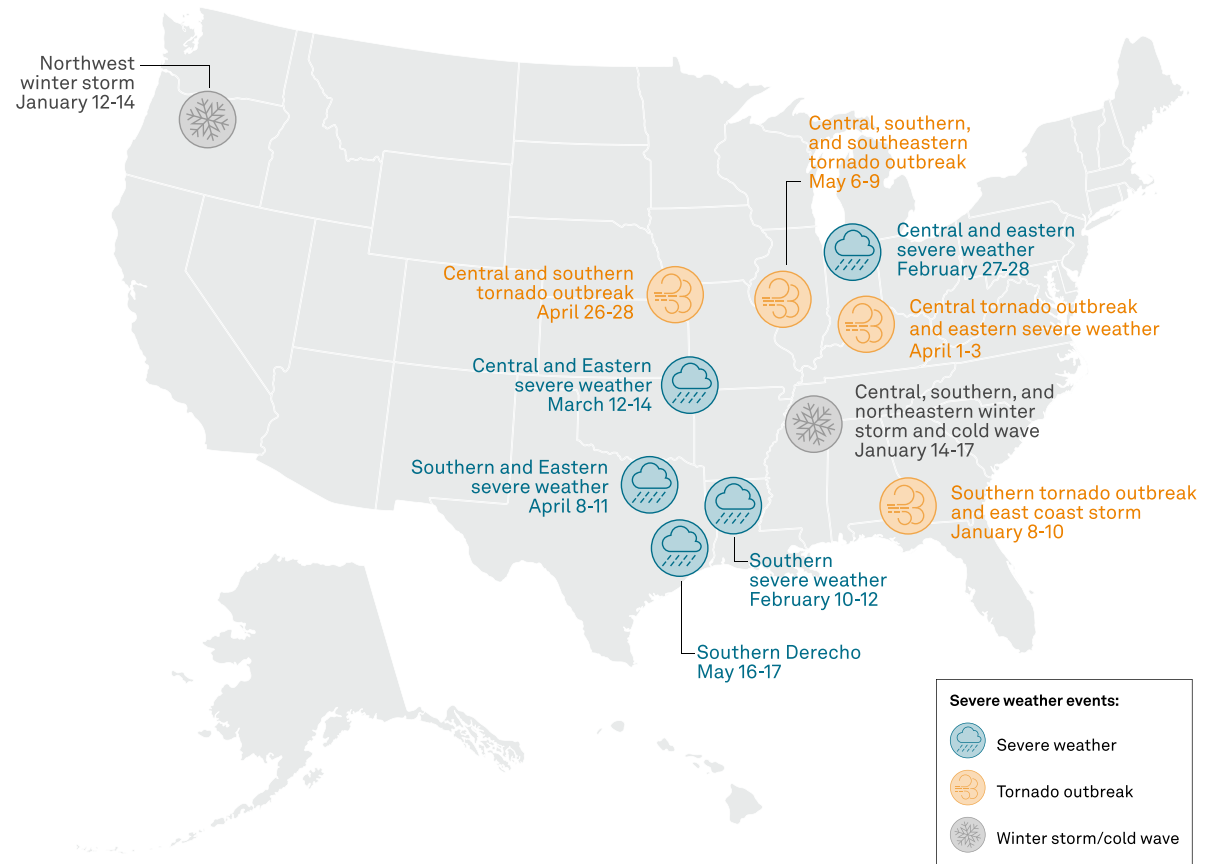 Northwest
winter storm
January 12-14
Central, southern,
and southeastern
tornado outbreak
May 6-9
Central and eastern
severe weather
February 27-28
Central and southern
tornado outbreak
April 26-28
Central tornado outbreak
and eastern severe weather
April 1-3
Central and Eastern
severe weather
March 12-14
Central, southern, and
northeastern winter
storm and cold wave
January 14-17
Southern and Eastern
severe weather
April 8-11
Southern tornado outbreak
and east coast storm
January 8-10
Southern
severe weather
February 10-12
Southern Derecho
May 16-17
Severe weather events:
Severe weather
Tornado outbreak
Winter storm/cold wave